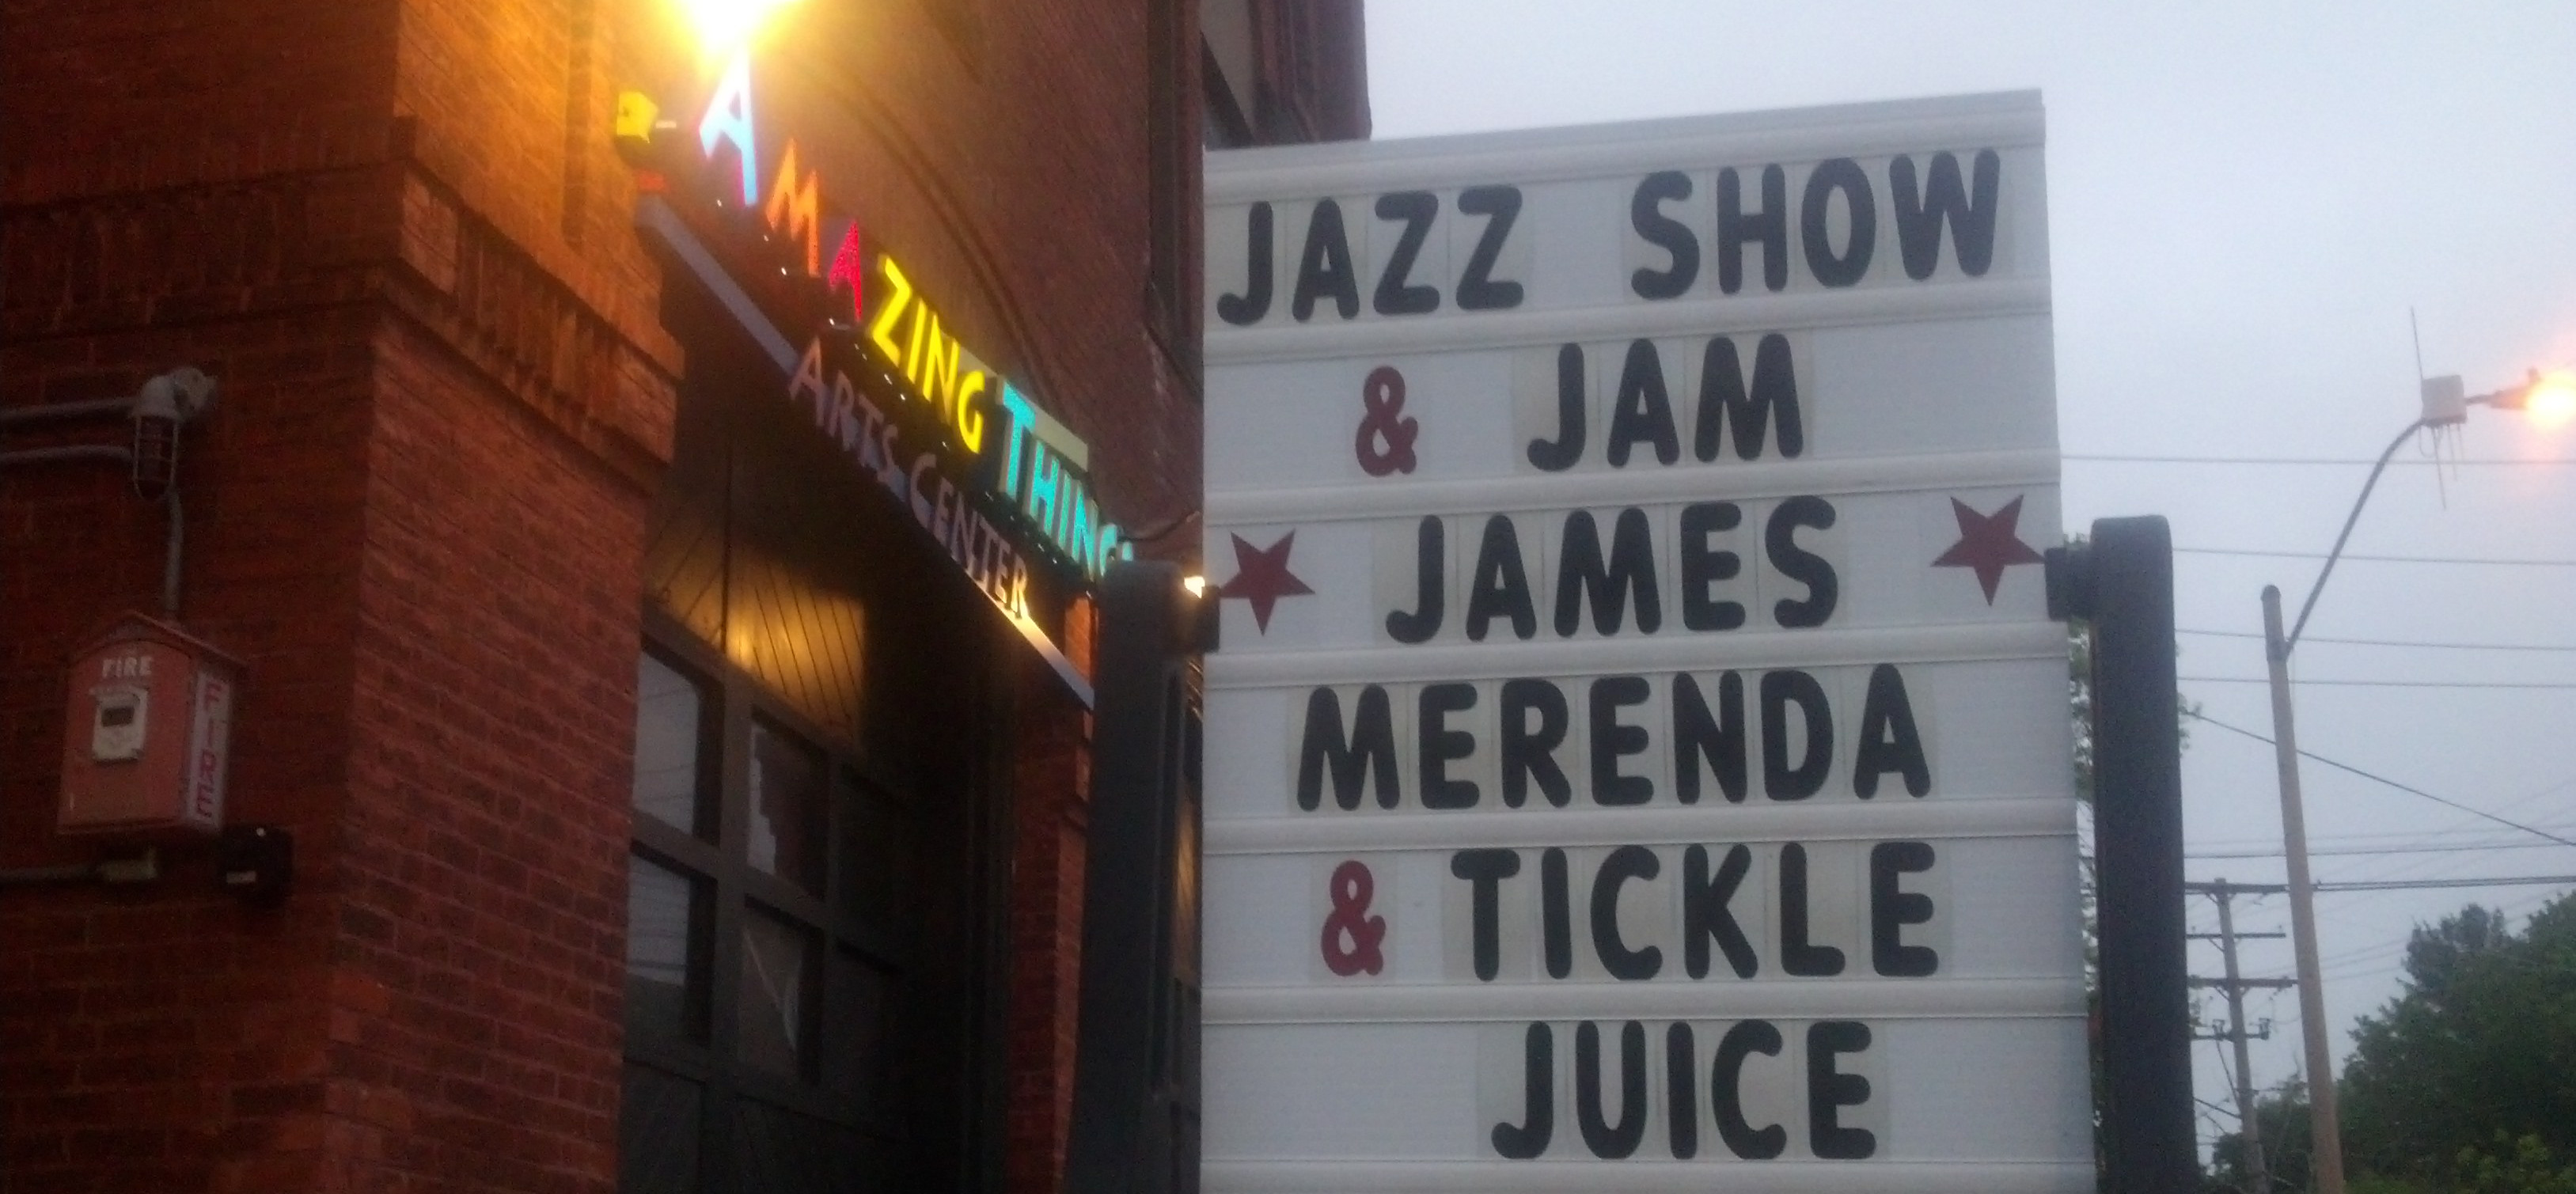 AMAZING THINGS
ARTS CENTER
FIRE
FIRE
JAZZ SHOW
& JAM
JAMES
MERENDA
& TICKLE
JUICE